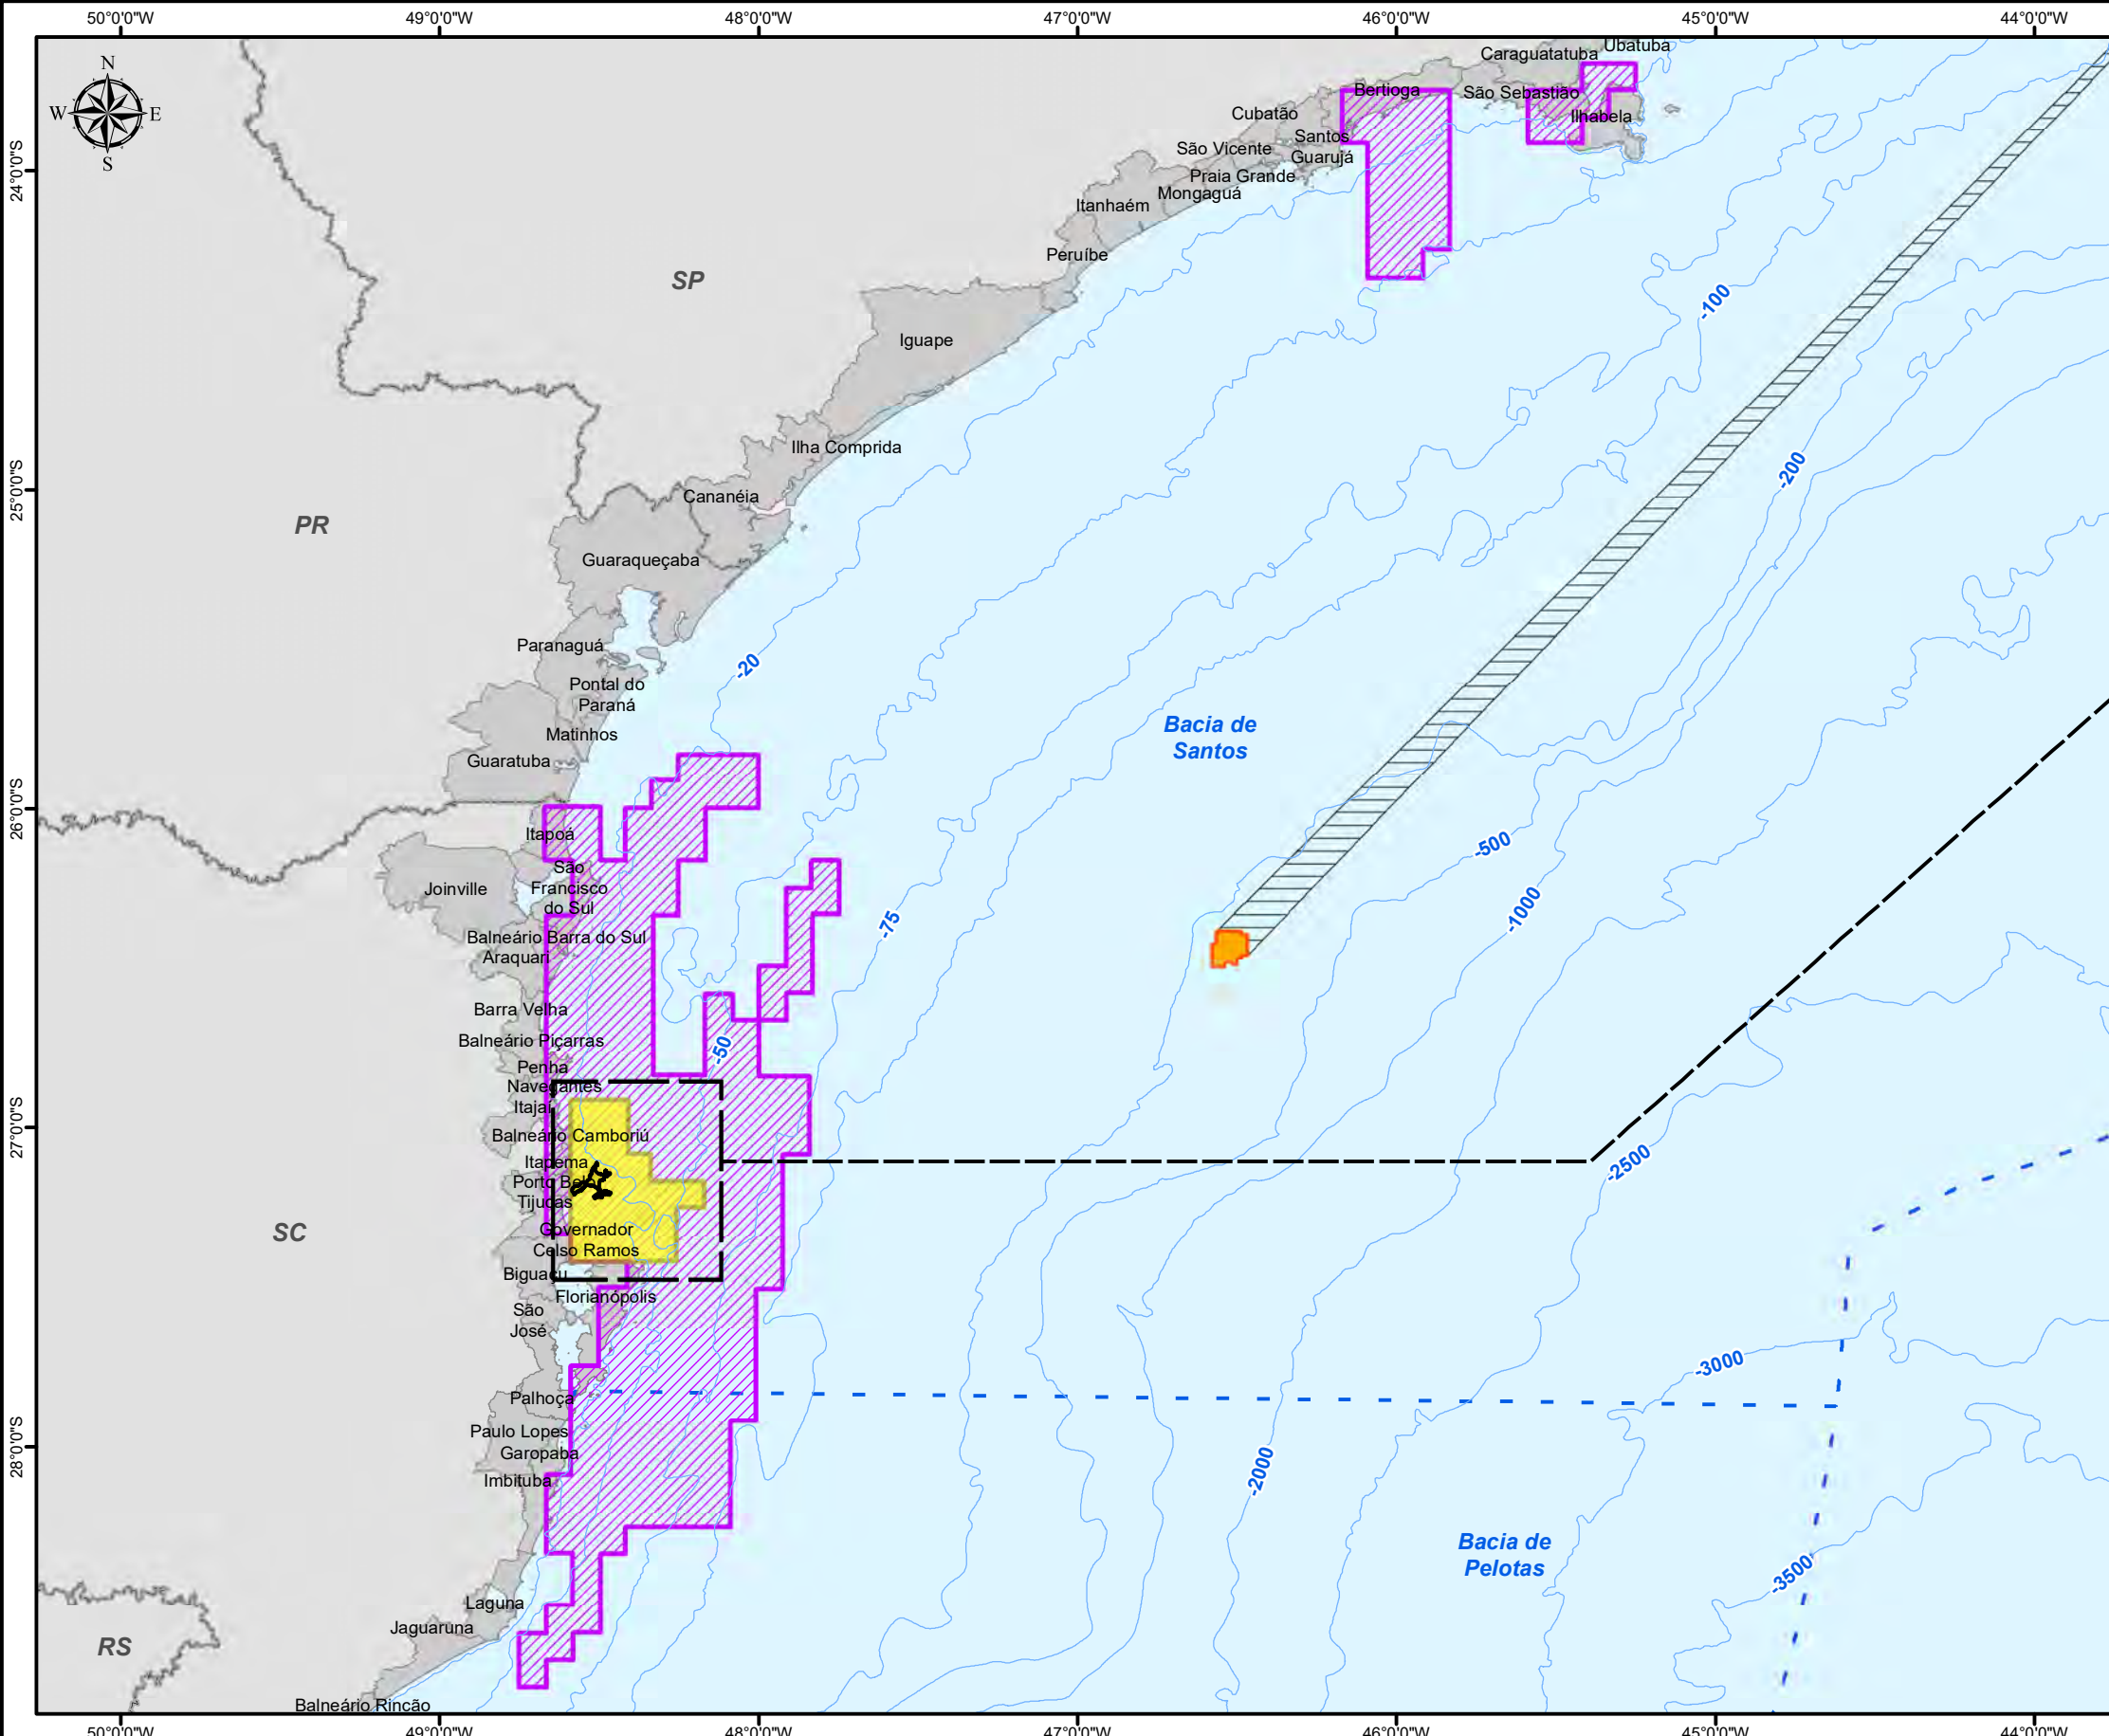 50°0'0"W 49°0'0"W 48°0'0"W 47°0'0"W 46°0'0"W 45°0'0"W 44°0'0"W
N
W E
S
24°0'0"S
25°0'0"S
26°0'0"S
27°0'0"S
28°0'0"S
Ubatuba
Caraguatatuba
Bertioga
São Sebastião
Ilhabela
Cubatão
Santos
São Vicente
Guarujá
Praia Grande
Mongaguá
Itanhaém
Peruíbe
SP
-100
Iguape
Ilha Comprida
-200
Cananéia
PR
Guaraqueçaba
Paranaguá
-20
Pontal do
Paraná
Matinhos
Bacia de
Santos
Guaratuba
Itapoá
-500
São
Francisco
do Sul
Joinville
-1000
-75
Balneário Barra do Sul
Araquari
Barra Velha
Balneário Piçarras
-50
Penha
Navegantes
Itajaí
Balneário Camboriú
Itapema
-2500
Porto Belo
Tijucas
SC
Governador
Celso Ramos
Biguaçu
Florianópolis
São
José
-3000
Palhoça
Paulo Lopes
Garopaba
Imbituba
-2000
Bacia de
Pelotas
-3500
Laguna
Jaguaruna
RS
Balneário Rincão
50°0'0"W 49°0'0"W 48°0'0"W 47°0'0"W 46°0'0"W 45°0'0"W 44°0'0"W